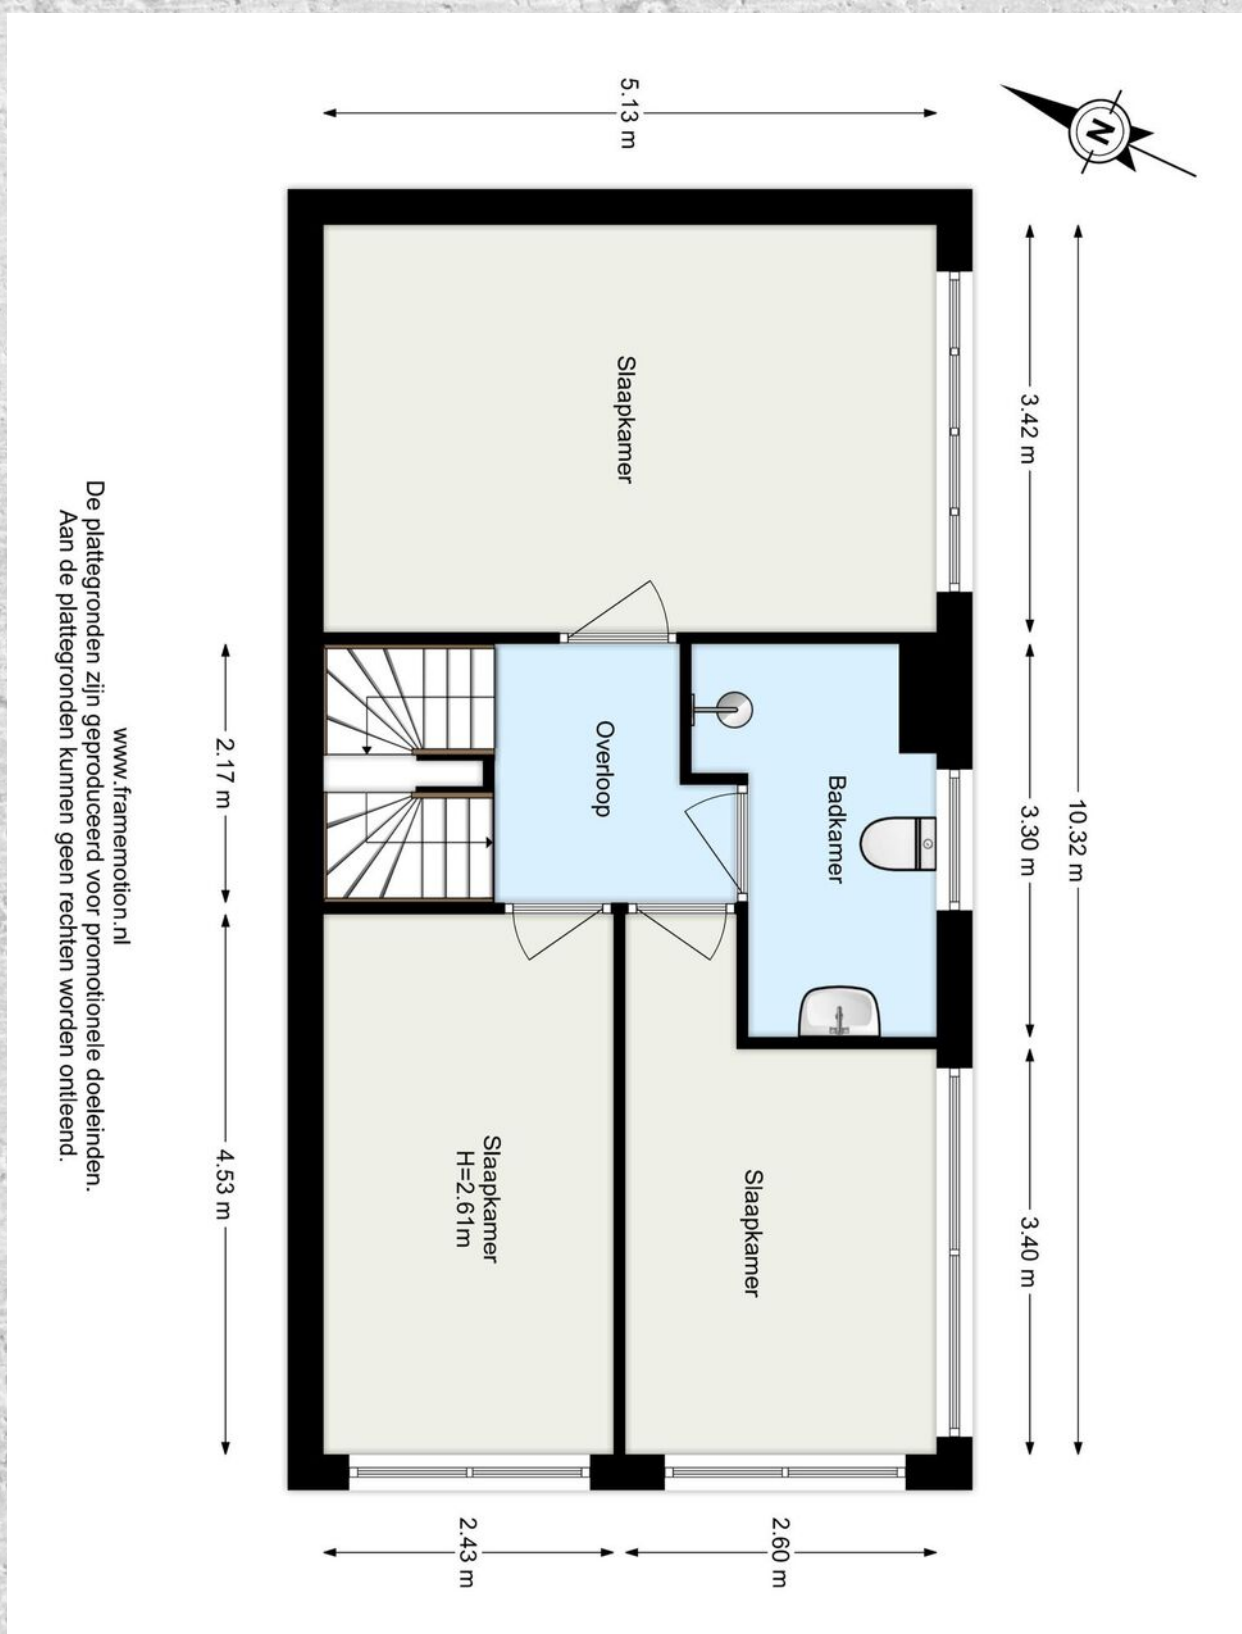 N
10.32 m
3.42 m
3.30 m
3.40 m
5.13 m
Slaapkamer
Badkamer
Overloop
Slaapkamer
Slaapkamer
H=2.61m
2.60 m
2.43 m
2.17 m
4.53 m
www.framemotion.nl
De plattegronden zijn geproduceerd voor promotionele doeleinden.
Aan de plattegronden kunnen geen rechten worden ontleend.